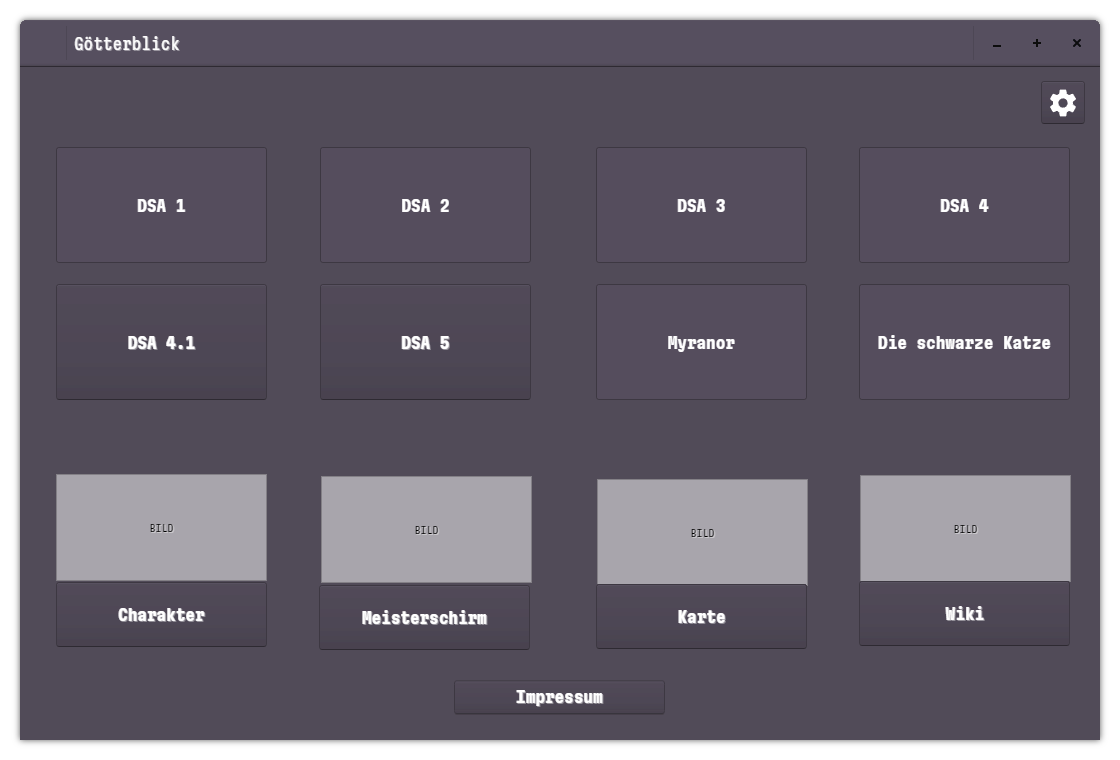 Götterblick
DSA 1
DSA 2
DSA 3
DSA 4
DSA 4.1
DSA 5
Myranor
Die schwarze Katze
BILD
BILD
BILD
BILD
Charakter
Meisterschirm
Karte
Wiki
Impressum